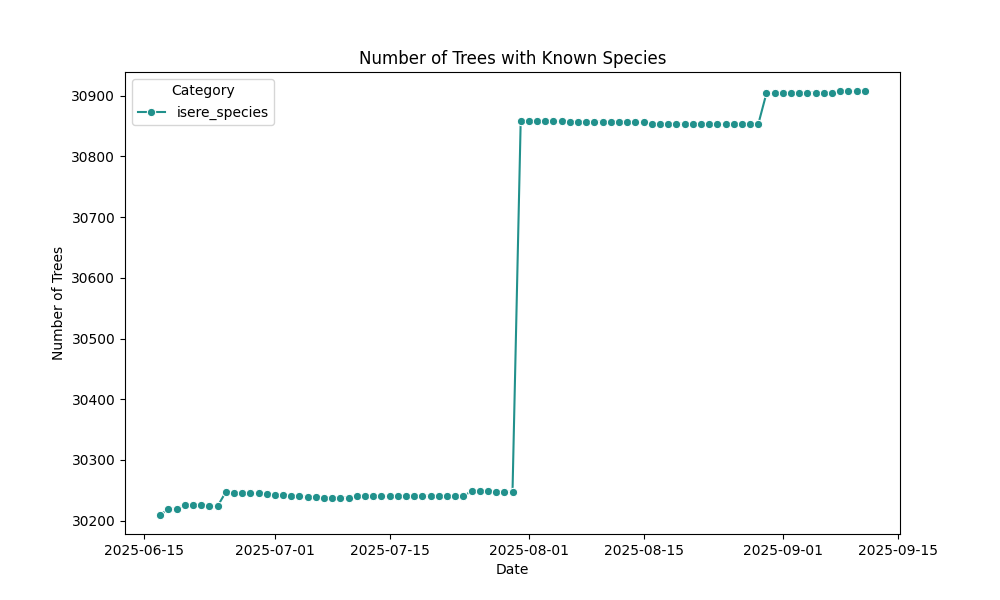 Number of Trees with Known Species
Category
isere_species
Number of Trees
30900
30800
30700
30600
30500
30400
30300
30200
2025-06-15 2025-07-01 2025-07-15 2025-08-01 2025-08-15 2025-09-01 2025-09-15
Date